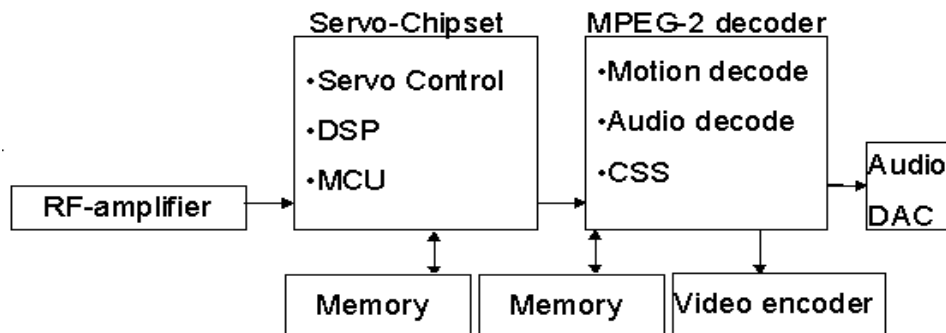 Servo-Chipset
•Servo Control
•DSP
•MCU
MPEG-2 decoder
•Motion decode
•Audio decode
•CSS
RF-amplifier
Audio
DAC
Memory
Memory
Video encoder